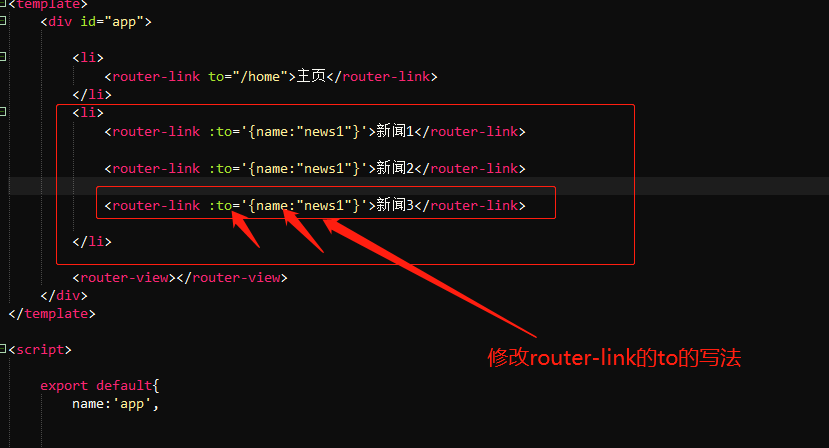 <template>
<div id="app">
<li>
<router-link to="/home">主页</router-link>
</li>
<li>
<router-link :to='{name:"news1"}'>新闻1</router-link>
<router-link :to='{name:"news1"}'>新闻2</router-link>
<router-link :to='{name:"news1"}'>新闻3</router-link>
</li>
<router-view></router-view>
</div>
</template>
修改router-link的to的写法
<script>
export default{
name:'app',